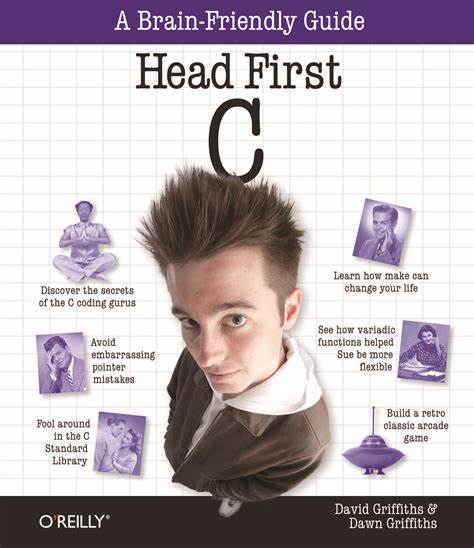 A Brain-Friendly Guide
Head First
C
Discover the secrets
of the C coding gurus
Learn how make can
change your life
Avoid
embarrassing
pointer
mistakes
See how variadic
functions helped
Sue be more
flexible
Fool around
in the C
Standard
Library
Build a retro
classic arcade
game
O'REILLY®
David Griffiths &
Dawn Griffiths